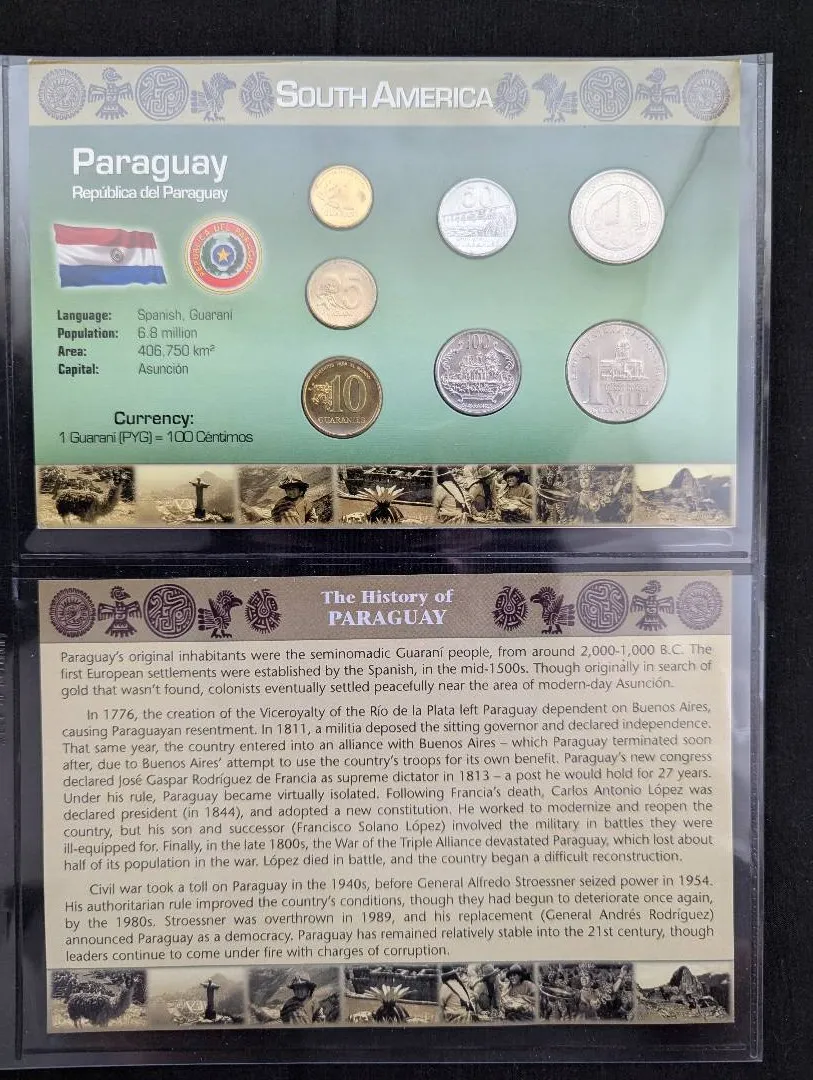 SOUTH AMERICA
Paraguay
República del Paraguay
REPUBLICA DEL PARAGUAY
Language: Spanish, Guaraní
Population: 6.8 million
Area: 406,750 km²
Capital: Asunción
Currency:
1 Guaraní (PYG) = 100 Céntimos
50
1
5
10
GUARANIES
100
1
MIL
GUARANIES
The History of
PARAGUAY
Paraguay's original inhabitants were the seminomadic Guaraní people, from around 2,000-1,000 B.C. The
first European settlements were established by the Spanish, in the mid-1500s. Though originally in search of
gold that wasn't found, colonists eventually settled peacefully near the area of modern-day Asunción.
In 1776, the creation of the Viceroyalty of the Río de la Plata left Paraguay dependent on Buenos Aires,
causing Paraguayan resentment. In 1811, a militia deposed the sitting governor and declared independence.
That same year, the country entered into an alliance with Buenos Aires – which Paraguay terminated soon
after, due to Buenos Aires' attempt to use the country's troops for its own benefit. Paraguay's new congress
declared José Gaspar Rodríguez de Francia as supreme dictator in 1813 – a post he would hold for 27 years.
Under his rule, Paraguay became virtually isolated. Following Francia's death, Carlos Antonio López was
declared president (in 1844), and adopted a new constitution. He worked to modernize and reopen the
country, but his son and successor (Francisco Solano López) involved the military in battles they were
ill-equipped for. Finally, in the late 1800s, the War of the Triple Alliance devastated Paraguay, which lost about
half of its population in the war. López died in battle, and the country began a difficult reconstruction.
Civil war took a toll on Paraguay in the 1940s, before General Alfredo Stroessner seized power in 1954.
His authoritarian rule improved the country's conditions, though they had begun to deteriorate once again,
by the 1980s. Stroessner was overthrown in 1989, and his replacement (General Andrés Rodríguez)
announced Paraguay as a democracy. Paraguay has remained relatively stable into the 21st century, though
leaders continue to come under fire with charges of corruption.